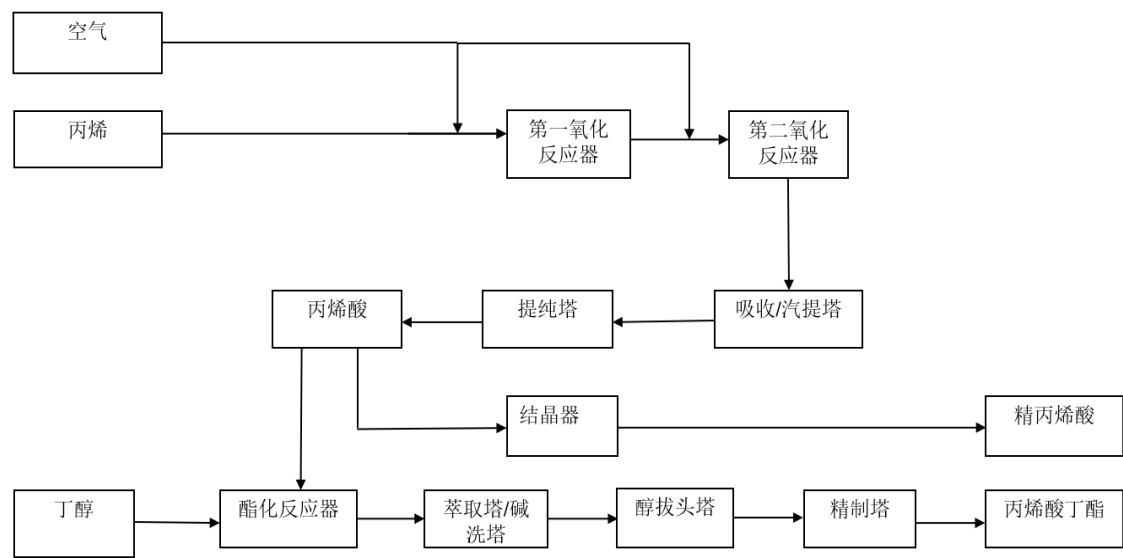 空气
丙烯
第一氧化
反应器
第二氧化
反应器
丙烯酸
提纯塔
吸收/汽提塔
结晶器
精丙烯酸
丁醇
酯化反应器
萃取塔/碱
洗塔
醇拔头塔
精制塔
丙烯酸丁酯